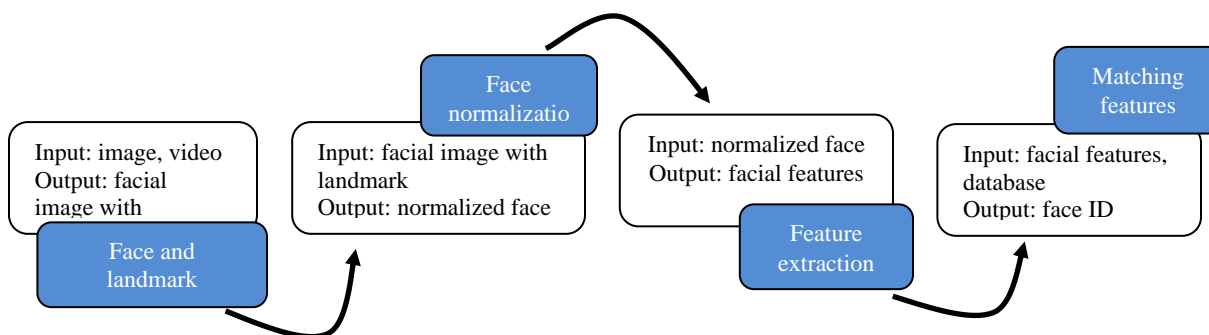 Input: image, video
Output: facial
image with
Face and
landmark
Face
normalizatio
Input: facial image with
landmark
Output: normalized face
Input: normalized face
Output: facial features
Feature
extraction
Matching
features
Input: facial features,
database
Output: face ID